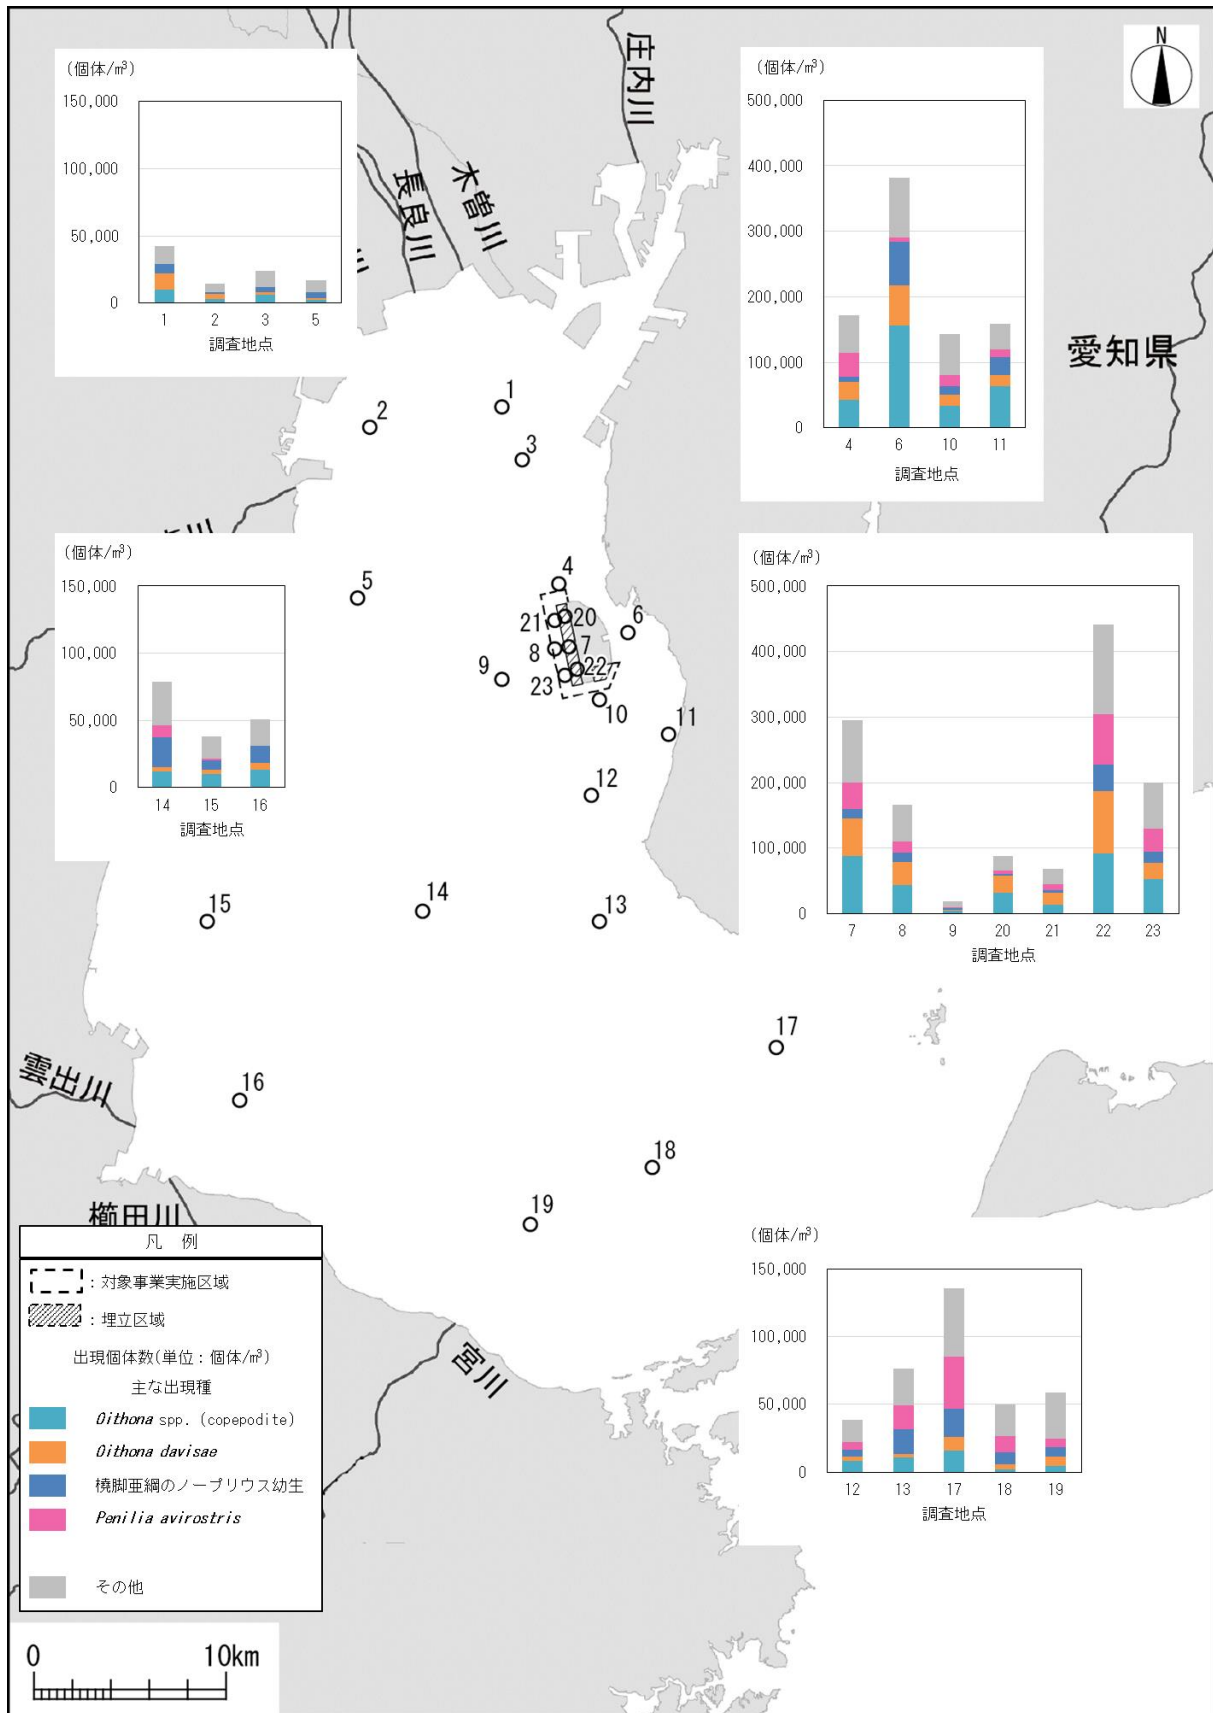 (個体/㎥)
150,000
100,000
50,000
0
1 2 3 5
調査地点
庄内川
木曽川
長良川
川
(個体/㎥)
500,000
400,000
300,000
200,000
100,000
0
4 6 10 11
調査地点
N
愛知県
1
2
3
4
5
6
20
21
7
8
22
9
23
10
11
12
13
14
15
16
17
18
19
(個体/㎥)
150,000
100,000
50,000
0
14 15 16
調査地点
(個体/㎥)
500,000
400,000
300,000
200,000
100,000
0
7 8 9 20 21 22 23
調査地点
雲出川
櫛田川
宮川
(個体/㎥)
150,000
100,000
50,000
0
12 13 17 18 19
調査地点
凡 例
:対象事業実施区域
:埋立区域
出現個体数(単位:個体/㎥)
主な出現種
Oithona spp. (copepodite)
Oithona davisae
橈脚亜綱のノープリウス幼生
Penilia avirostris
その他
0 10km